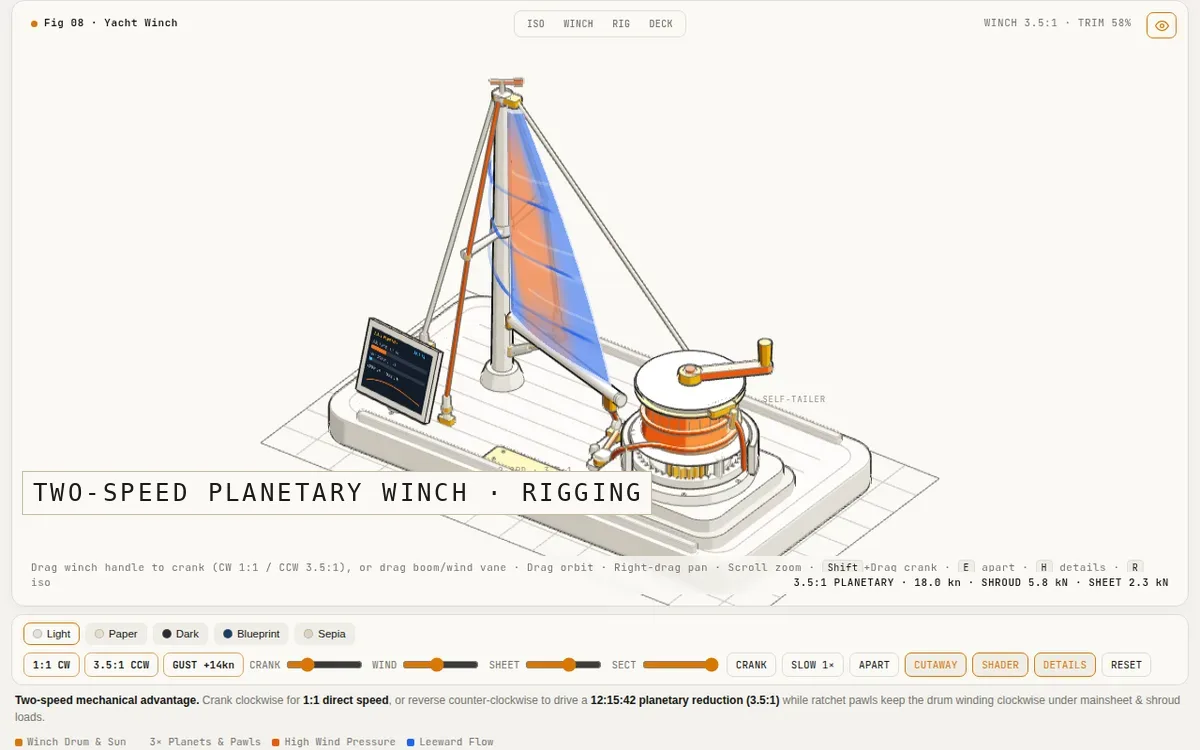 Fig 08 · Yacht Winch
ISO WINCH RIG DECK
WINCH 3.5:1 · TRIM 58%
SELF-TAILER
TWO-SPEED PLANETARY WINCH · RIGGING
Drag winch handle to crank (CW 1:1 / CCW 3.5:1), or drag boom/wind vane · Drag orbit · Right-drag pan · Scroll zoom · Shift+Drag crank · E apart · H details · R
iso
3.5:1 PLANETARY · 18.0 kn · SHROUD 5.8 kN · SHEET 2.3 kN
Light Paper Dark Blueprint Sepia
1:1 CW 3.5:1 CCW GUST +14kn CRANK WIND SHEET SECT CRANK SLOW 1× APART CUTAWAY SHADER DETAILS RESET
Two-speed mechanical advantage. Crank clockwise for 1:1 direct speed, or reverse counter-clockwise to drive a 12:15:42 planetary reduction (3.5:1) while ratchet pawls keep the drum winding clockwise under mainsheet & shroud
loads.
Winch Drum & Sun 3× Planets & Pawls High Wind Pressure Leeward Flow